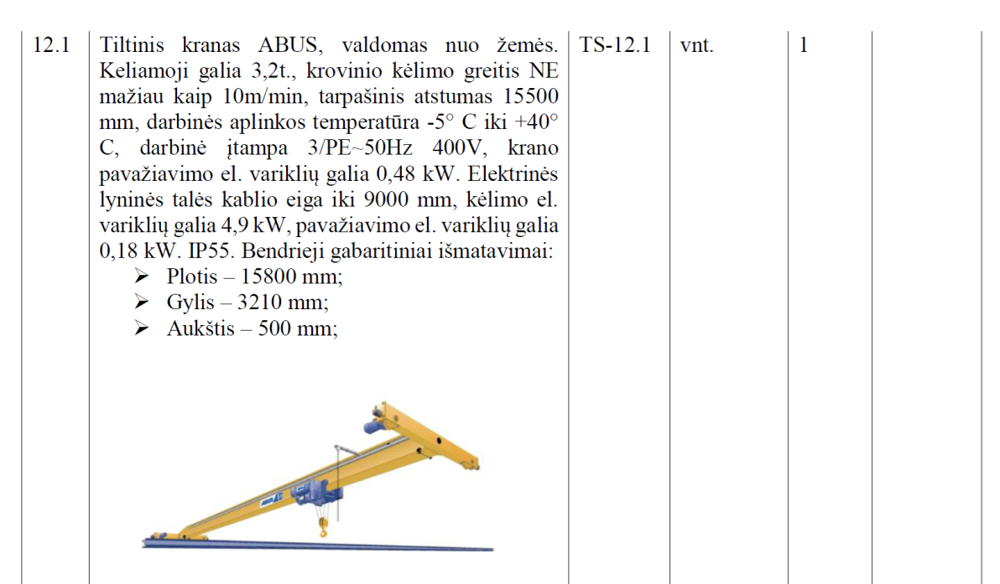 12.1 Tiltinis kranas ABUS, valdomas nuo žemės. TS-12.1 vnt. 1
Keliamoji galia 3,2t., krovinio kėlimo greitis NE
mažiau kaip 10m/min, tarpašinis atstumas 15500
mm, darbinės aplinkos temperatūra -5° C iki +40°
C, darbinė įtampa 3/PE~50Hz 400V, krano
pavažiavimo el. variklių galia 0,48 kW. Elektrinės
lyninės talės kablio eiga iki 9000 mm, kėlimo el.
variklių galia 4,9 kW, pavažiavimo el. variklių galia
0,18 kW. IP55. Bendrieji gabaritiniai išmatavimai:
➢ Plotis – 15800 mm;
➢ Gylis – 3210 mm;
➢ Aukštis – 500 mm;